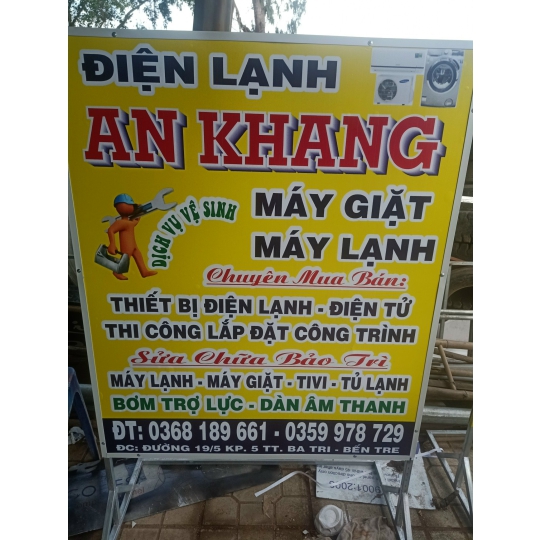 ĐIỆN LẠNH
AN KHANG
DỊCH VỤ VỆ SINH
MÁY GIẶT
MÁY LẠNH
Chuyên Mua Bán:
THIẾT BỊ ĐIỆN LẠNH - ĐIỆN TỬ
THI CÔNG LẮP ĐẶT CÔNG TRÌNH
Sửa Chữa Bảo Trì
MÁY LẠNH - MÁY GIẶT - TIVI - TỦ LẠNH
BƠM TRỢ LỰC - DÀN ÂM THANH
ĐT: 0368 189 661 - 0359 978 729
ĐC: ĐƯỜNG 19/5 KP. 5 TT. BA TRI - BẾN TRE